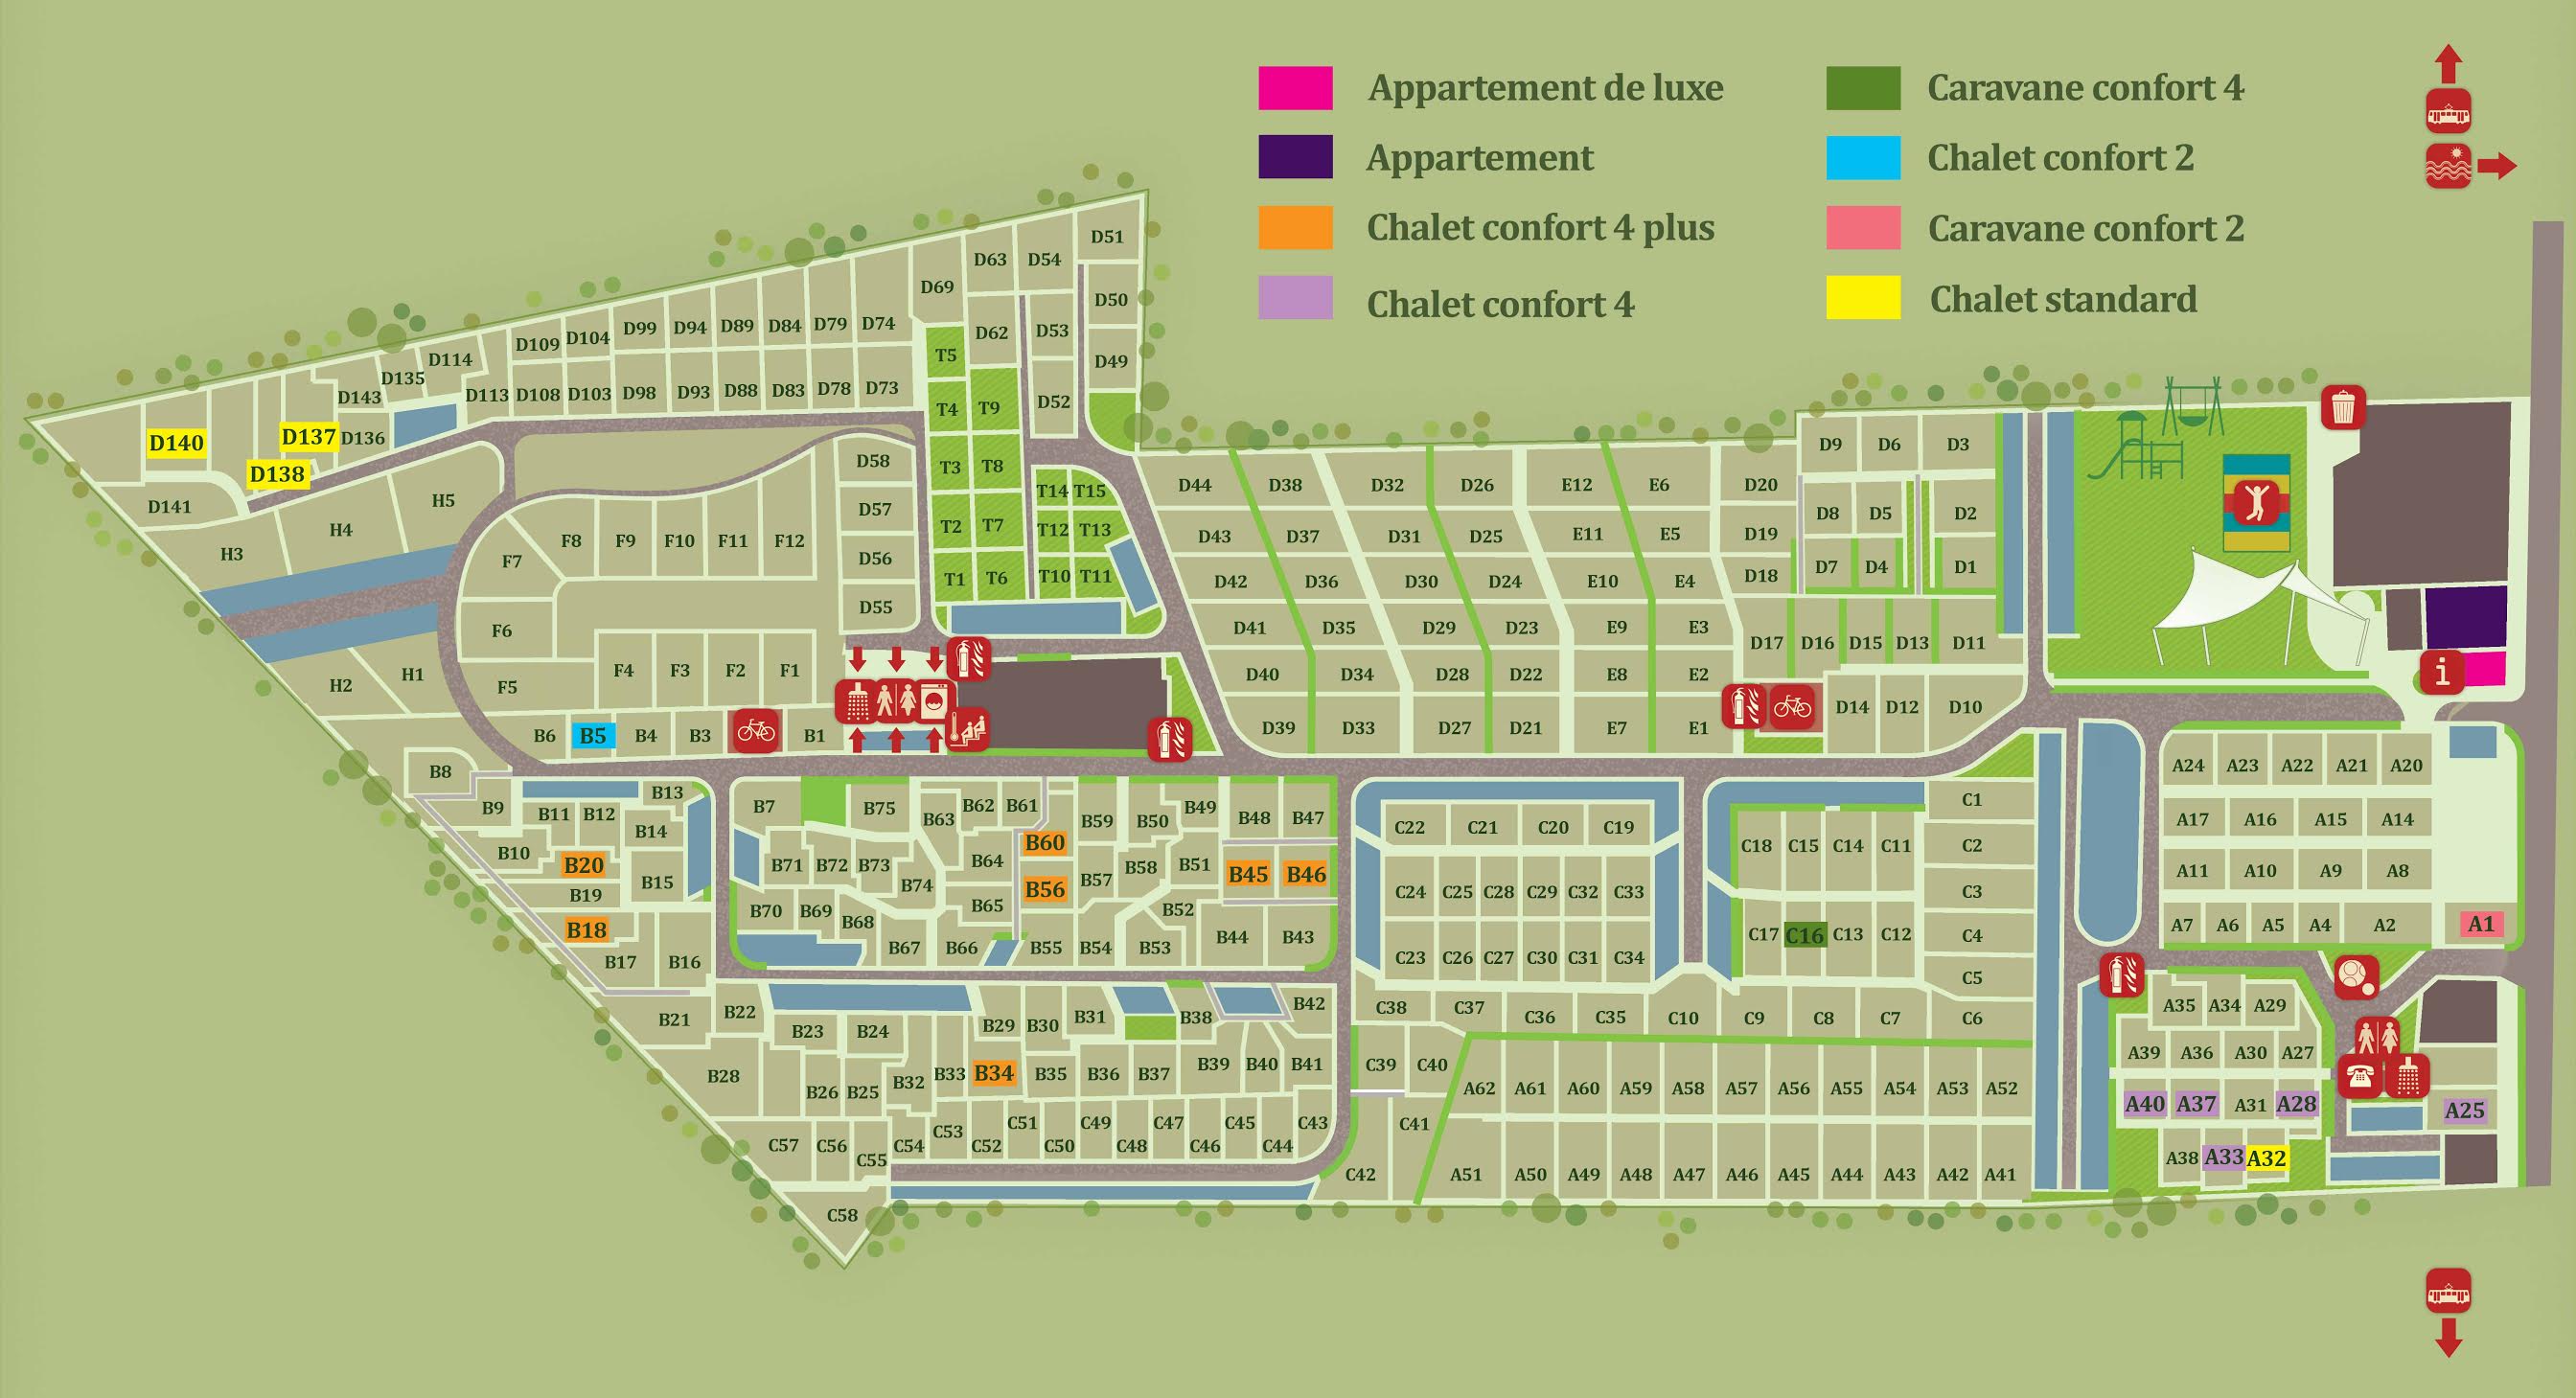 Appartement de luxe
Caravane confort 4
Appartement
Chalet confort 2
Chalet confort 4 plus
Caravane confort 2
Chalet confort 4
Chalet standard
D51
D63 D54
D69
D50
D62 D53
D49
D52
D109 D104 D99 D94 D89 D84 D79 D74
D114
D135
D143
D113 D108 D103 D98 D93 D88 D83 D78 D73
D140
D137 D136
D138
D141
T5
T4 T9
T3 T8
T14 T15
T2 T7
T12 T13
T1 T6
T10 T11
D58
D57
D56
D55
H5
H4
H3
H1
H2
F8 F9 F10 F11 F12
F7
F6
F4 F3 F2 F1
F5
B6 B5 B4 B3 B1
D44 D38 D32 D26 E12 E6 D20
D43 D37 D31 D25 E11 E5 D19
D42 D36 D30 D24 E10 E4 D18
D41 D35 D29 D23 E9 E3
D40 D34 D28 D22 E8 E2
D39 D33 D27 D21 E7 E1
D9 D6 D3
D8 D5 D2
D7 D4 D1
D17 D16 D15 D13 D11
D14 D12 D10
i
B8
B9
B13
B11 B12
B14
B10
B20
B15
B19
B18
B17 B16
B21
B7 B75
B63 B62 B61
B60
B59 B50 B49 B48 B47
B71 B72 B73
B74
B64
B56
B57 B58 B51 B45 B46
B70 B69 B68
B67
B65
B66 B55 B54 B53
B52
B44 B43
B22
B23 B24
B29 B30 B31 B38 B42
B28
B26 B25 B32 B33 B34 B35 B36 B37 B39 B40 B41
C57 C56 C55 C54 C53 C52 C51 C50 C49 C48 C47 C46 C45 C44 C43
C58
C22 C21 C20 C19
C24 C25 C28 C29 C32 C33
C23 C26 C27 C30 C31 C34
C18 C15 C14 C11
C17 C16 C13 C12
C1
C2
C3
C4
C5
C38 C37 C36 C35 C10 C9 C8 C7 C6
C39 C40
C41
C42
A62 A61 A60 A59 A58 A57 A56 A55 A54 A53 A52
A51 A50 A49 A48 A47 A46 A45 A44 A43 A42 A41
A24 A23 A22 A21 A20
A17 A16 A15 A14
A11 A10 A9 A8
A7 A6 A5 A4 A2 A1
A35 A34 A29
A39 A36 A30 A27
A40 A37 A31 A28 A25
A38 A33 A32